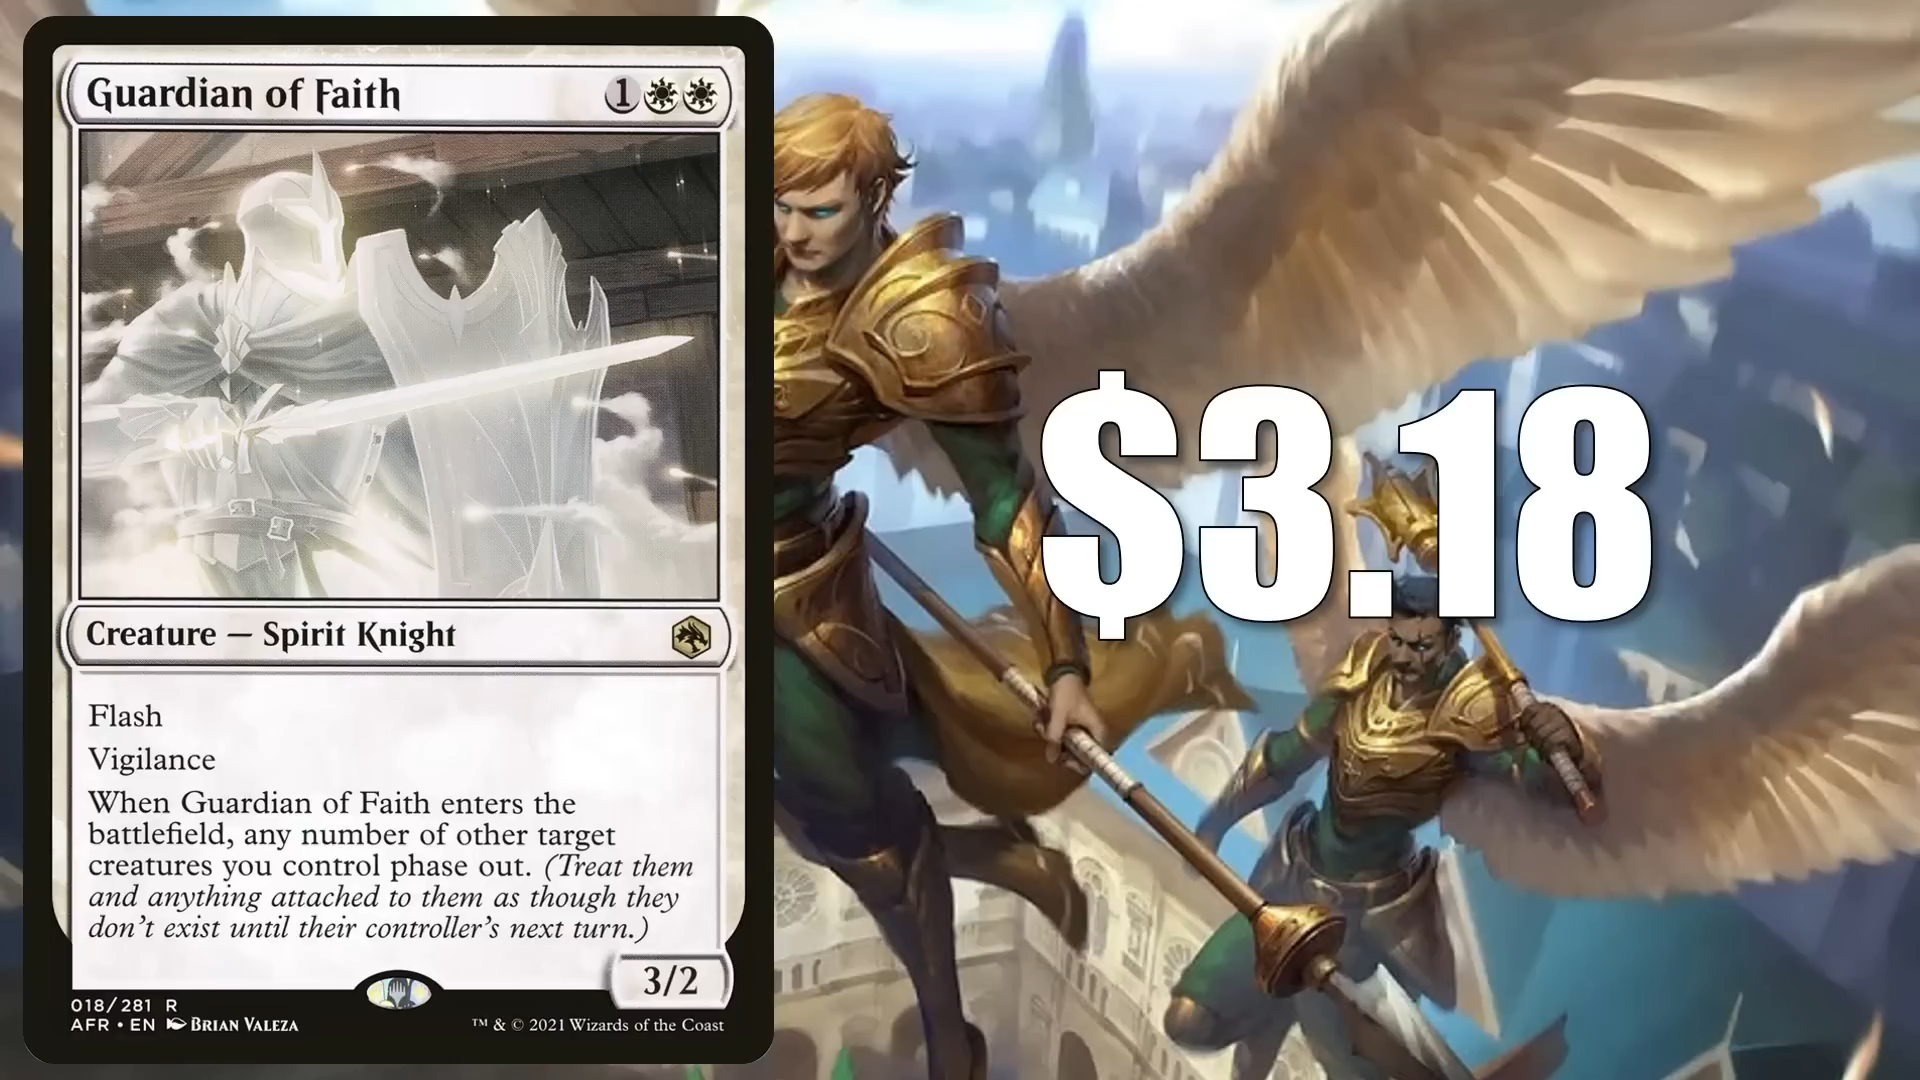 Guardian of Faith
1
Creature — Spirit Knight
Flash
Vigilance
When Guardian of Faith enters the
battlefield, any number of other target
creatures you control phase out. (Treat them
and anything attached to them as though they
don't exist until their controller's next turn.)
3/2
018/281 R
AFR • EN Brian Valeza
™ & © 2021 Wizards of the Coast
$3.18